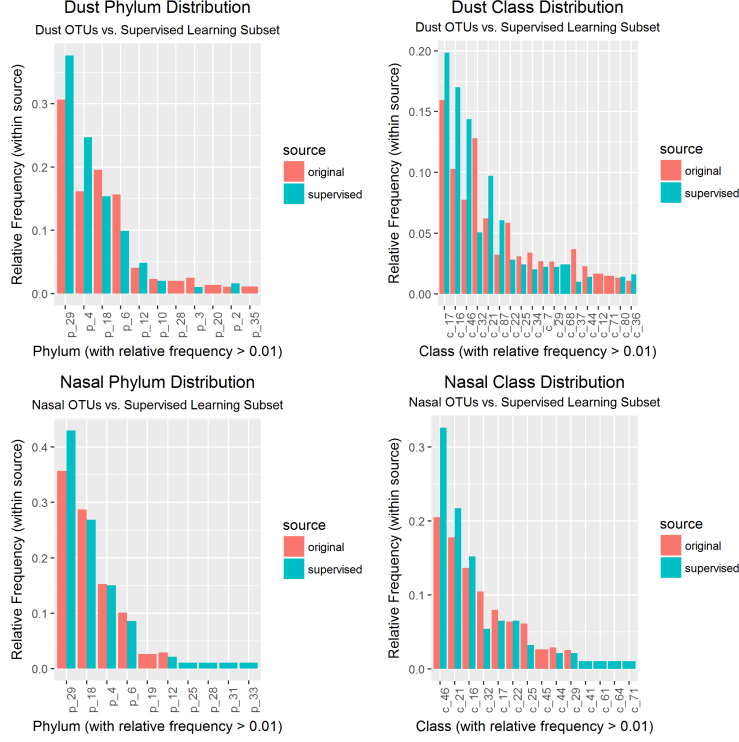 Dust Phylum Distribution
Dust OTUs vs. Supervised Learning Subset
Relative Frequency (within source)
0.3
0.2
0.1
0.0
p_29
p_4
p_18
p_6
p_12
p_10
p_28
p_3
p_20
p_2
p_35
Phylum (with relative frequency > 0.01)
source
original
supervised
Dust Class Distribution
Dust OTUs vs. Supervised Learning Subset
Relative Frequency (within source)
0.20
0.15
0.10
0.05
0.00
c_17
c_16
c_46
c_32
c_21
c_87
c_22
c_25
c_34
c_7
c_29
c_68
c_37
c_44
c_12
c_71
c_80
c_36
Class (with relative frequency > 0.01)
source
original
supervised
Nasal Phylum Distribution
Nasal OTUs vs. Supervised Learning Subset
Relative Frequency (within source)
0.4
0.3
0.2
0.1
0.0
p_29
p_18
p_4
p_6
p_19
p_12
p_25
p_28
p_31
p_33
Phylum (with relative frequency > 0.01)
source
original
supervised
Nasal Class Distribution
Nasal OTUs vs. Supervised Learning Subset
Relative Frequency (within source)
0.3
0.2
0.1
0.0
c_46
c_21
c_16
c_32
c_17
c_22
c_25
c_45
c_44
c_29
c_41
c_61
c_64
c_71
Class (with relative frequency > 0.01)
source
original
supervised